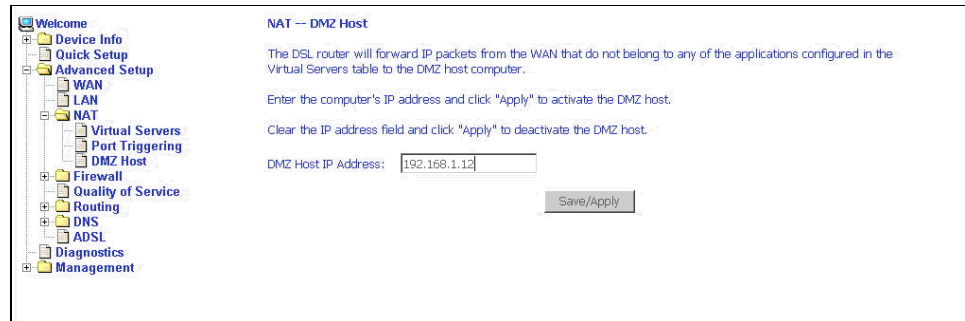 Welcome
Device Info
Quick Setup
Advanced Setup
WAN
LAN
NAT
Virtual Servers
Port Triggering
DMZ Host
Firewall
Quality of Service
Routing
DNS
ADSL
Diagnostics
Management
NAT -- DMZ Host
The DSL router will forward IP packets from the WAN that do not belong to any of the applications configured in the
Virtual Servers table to the DMZ host computer.
Enter the computer's IP address and click "Apply" to activate the DMZ host.
Clear the IP address field and click "Apply" to deactivate the DMZ host.
DMZ Host IP Address: 192.168.1.12
Save/Apply